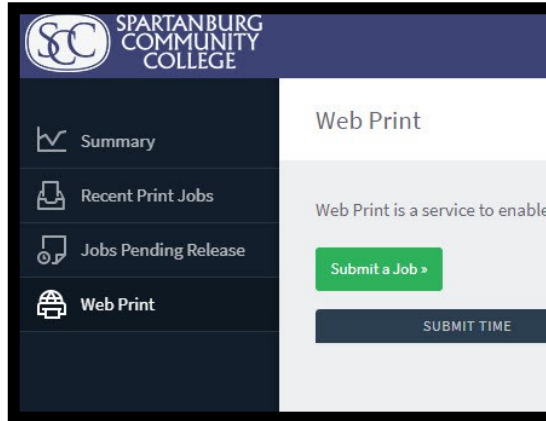 SCC
SPARTANBURG
COMMUNITY
COLLEGE
Summary
Recent Print Jobs
Jobs Pending Release
Web Print
Web Print
Web Print is a service to enable
Submit a Job »
SUBMIT TIME